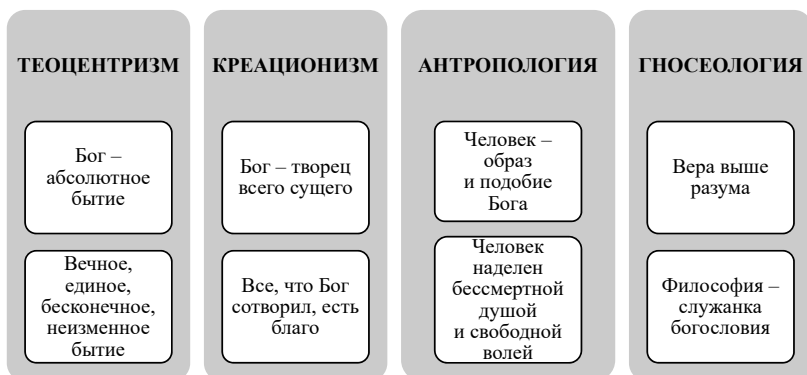 ТЕОЦЕНТРИЗМ
Бог –
абсолютное
бытие
Вечное,
единое,
бесконечное,
неизменное
бытие
КРЕАЦИОНИЗМ
Бог – творец
всего сущего
Все, что Бог
сотворил, есть
благо
АНТРОПОЛОГИЯ
Человек –
образ
и подобие
Бога
Человек
наделен
бессмертной
душой
и свободной
волей
ГНОСЕОЛОГИЯ
Вера выше
разума
Философия –
служанка
богословия